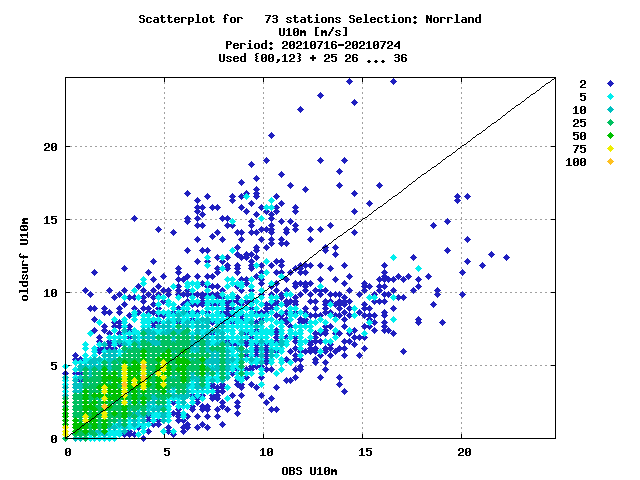 Scatterplot for   73 stations Selection: Norrland
U10m [m/s]
Period: 20210716-20210724
Used {00,12} + 25 26 ... 36
2
5
10
25
50
75
100
20
15
10
5
0
oldsurf U10m
0 5 10 15 20
OBS U10m